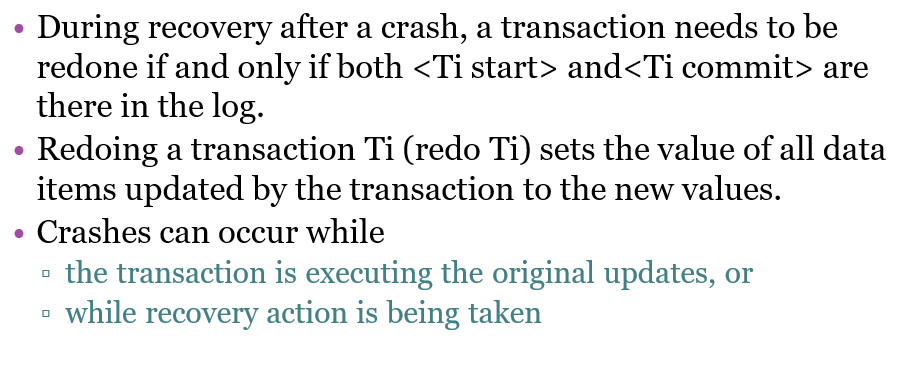 • During recovery after a crash, a transaction needs to be
redone if and only if both <Ti start> and<Ti commit> are
there in the log.
• Redoing a transaction Ti (redo Ti) sets the value of all data
items updated by the transaction to the new values.
• Crashes can occur while
▫ the transaction is executing the original updates, or
▫ while recovery action is being taken